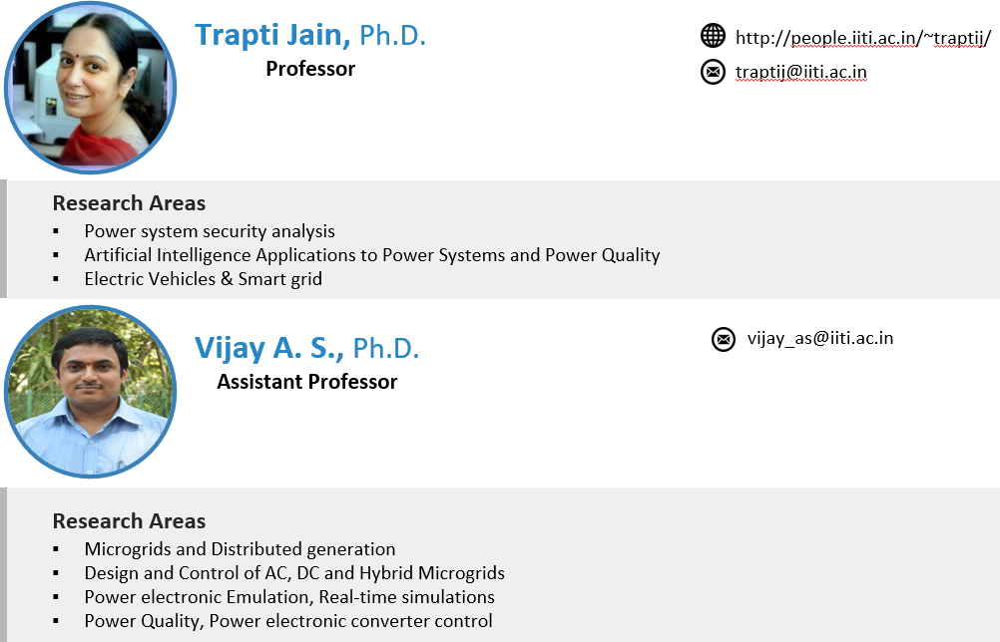 Trapti Jain, Ph.D.
Professor
http://people.iiti.ac.in/~traptij/
traptij@iiti.ac.in
Research Areas
▪ Power system security analysis
▪ Artificial Intelligence Applications to Power Systems and Power Quality
▪ Electric Vehicles & Smart grid
Vijay A. S., Ph.D.
Assistant Professor
vijay_as@iiti.ac.in
Research Areas
▪ Microgrids and Distributed generation
▪ Design and Control of AC, DC and Hybrid Microgrids
▪ Power electronic Emulation, Real-time simulations
▪ Power Quality, Power electronic converter control